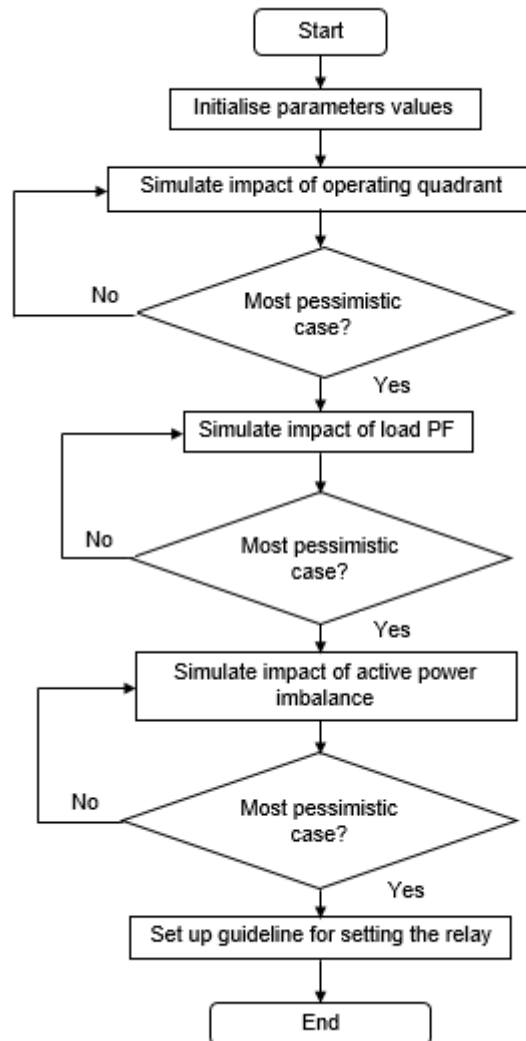 Start
Initialise parameters values
Simulate impact of operating quadrant
No
Most pessimistic
case?
Yes
Simulate impact of load PF
No
Most pessimistic
case?
Yes
Simulate impact of active power
imbalance
No
Most pessimistic
case?
Yes
Set up guideline for setting the relay
End